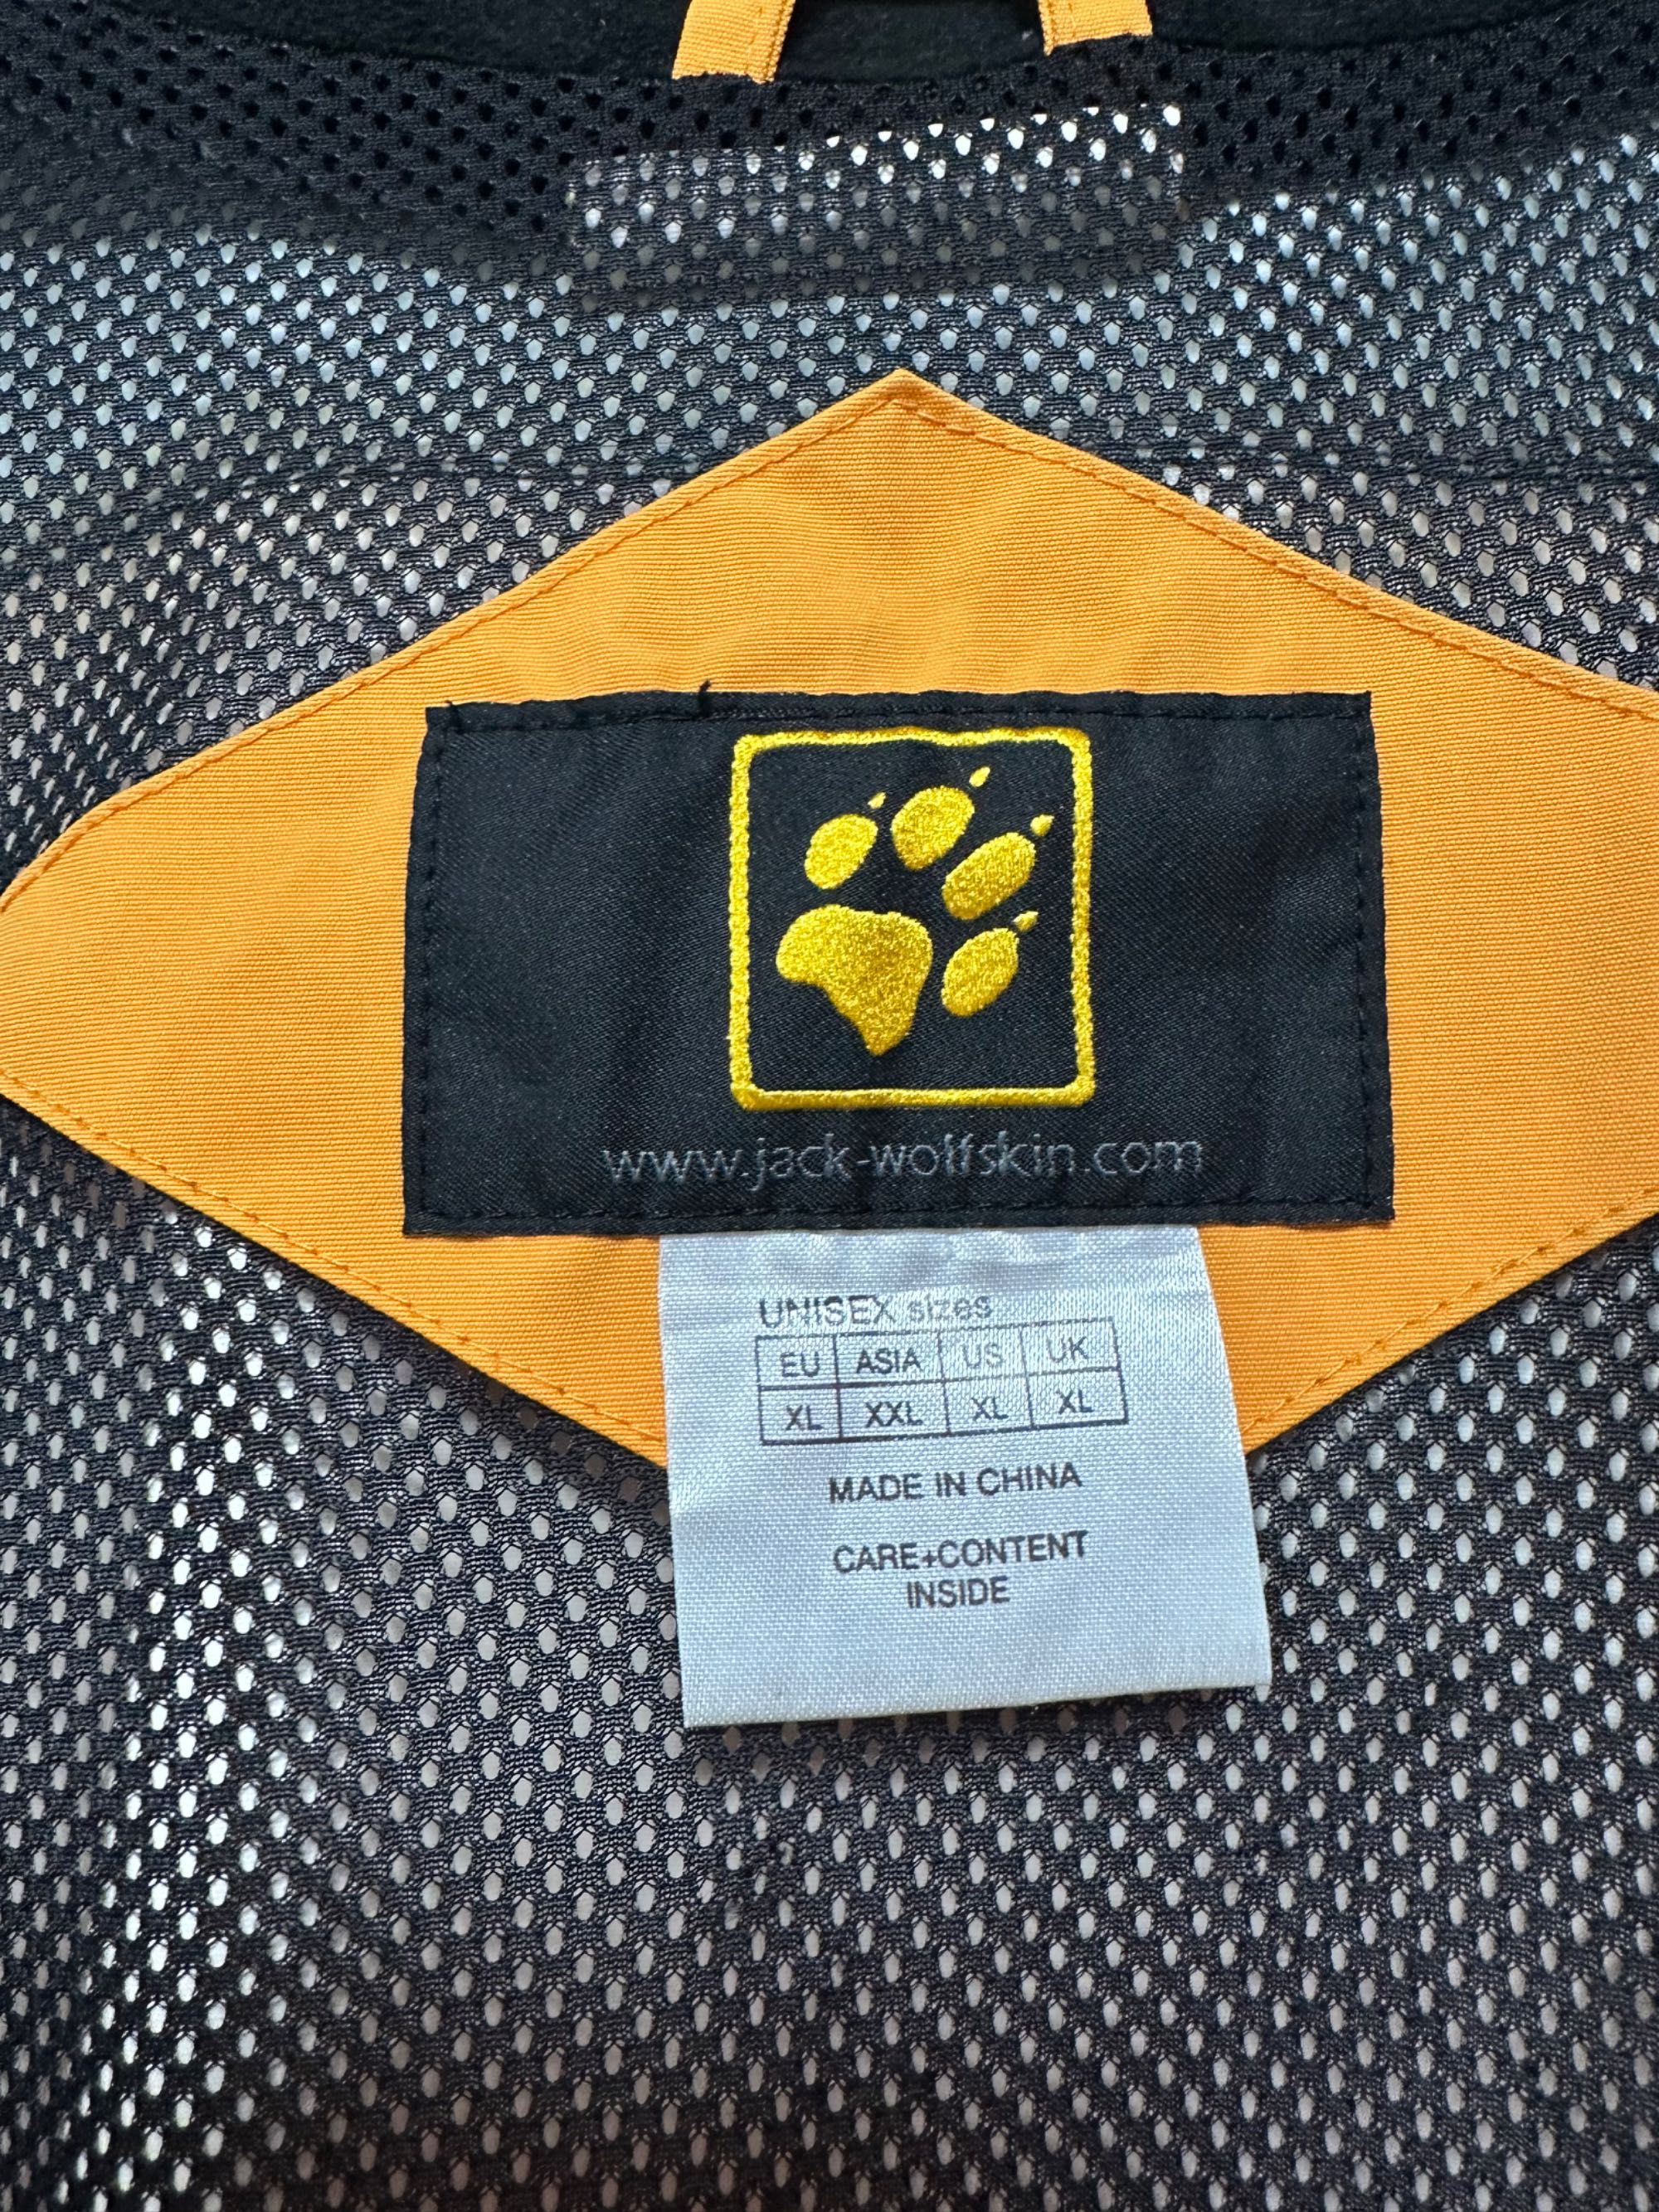 www.jack-wolfskin.com
UNISEX sizes
EU ASIA US UK
XL XXL XL XL
MADE IN CHINA
CARE+CONTENT
INSIDE